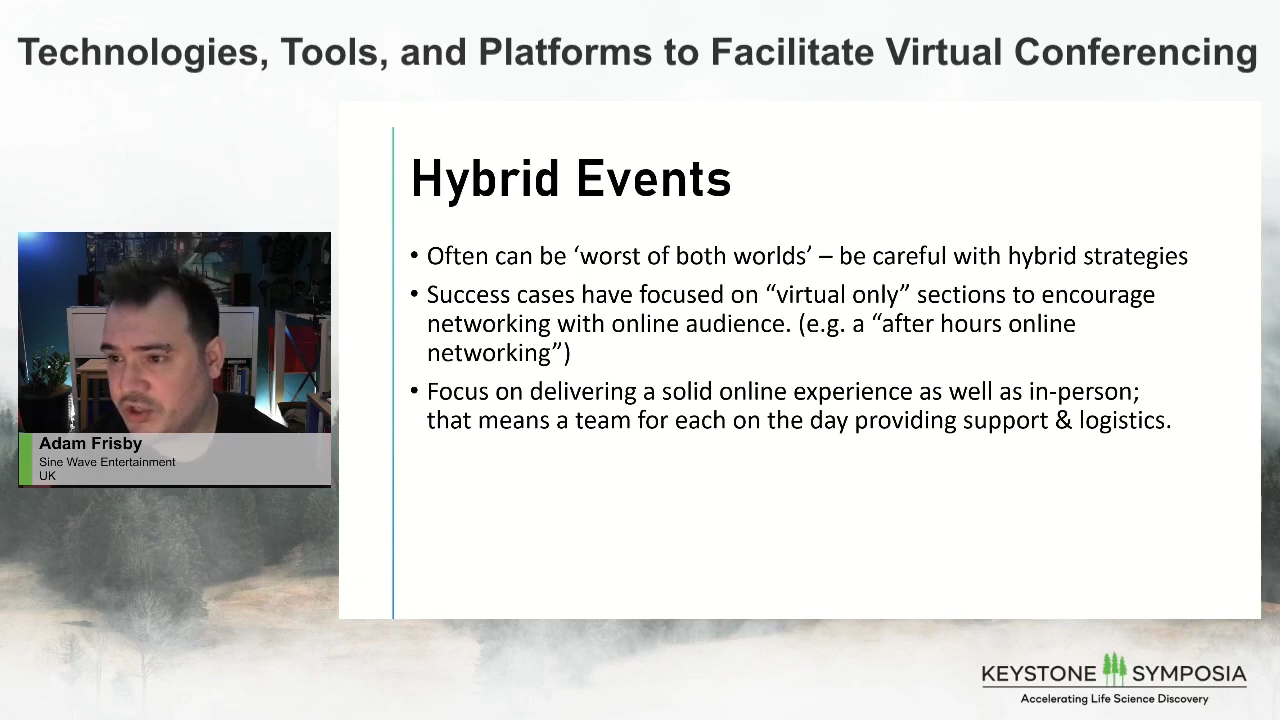 Technologies, Tools, and Platforms to Facilitate Virtual Conferencing
Hybrid Events
• Often can be ‘worst of both worlds’ – be careful with hybrid strategies
• Success cases have focused on “virtual only” sections to encourage
networking with online audience. (e.g. a “after hours online
networking”)
• Focus on delivering a solid online experience as well as in-person;
that means a team for each on the day providing support & logistics.
Adam Frisby
Sine Wave Entertainment
UK
KEYSTONE SYMPOSIA
Accelerating Life Science Discovery